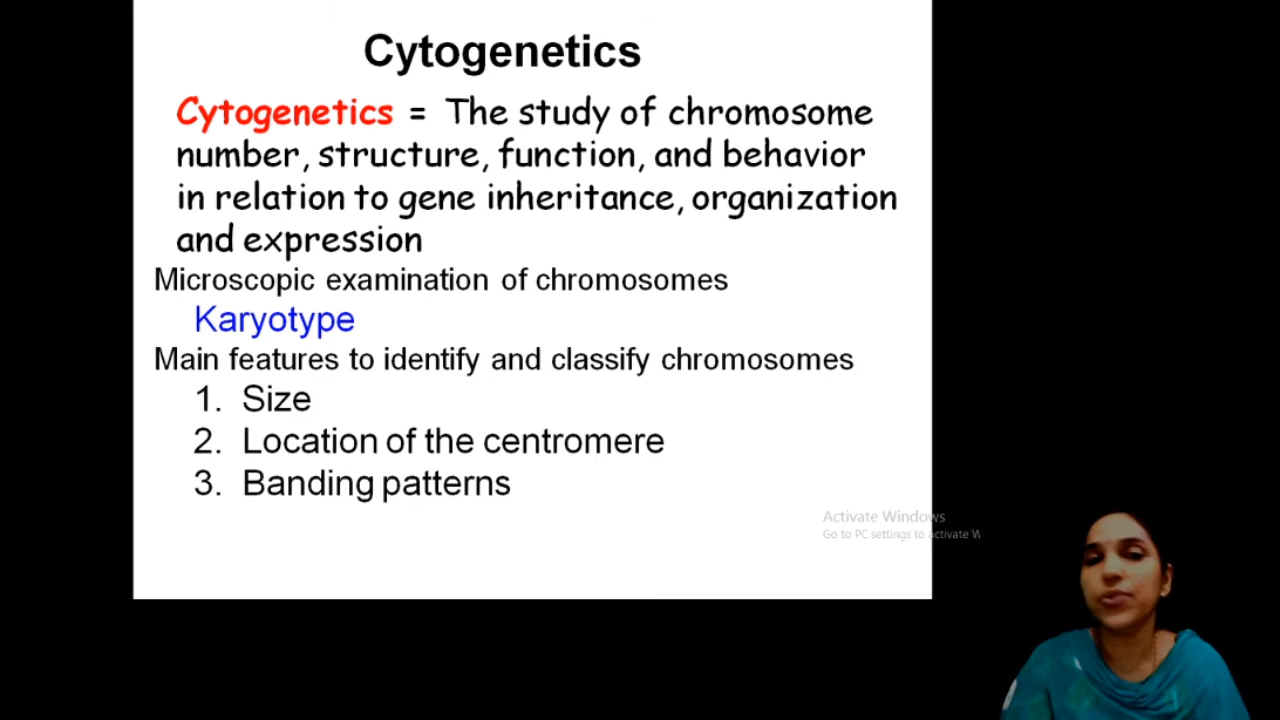 Cytogenetics
Cytogenetics = The study of chromosome
number, structure, function, and behavior
in relation to gene inheritance, organization
and expression
Microscopic examination of chromosomes
Karyotype
Main features to identify and classify chromosomes
1. Size
2. Location of the centromere
3. Banding patterns
Activate Windows
Go to PC settings to activate W